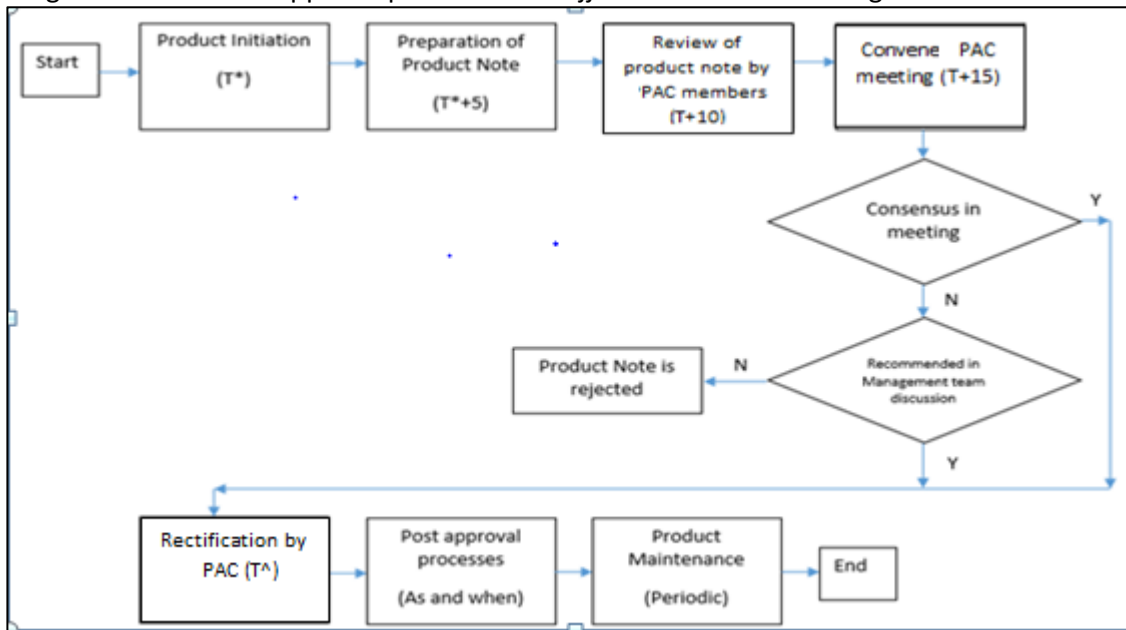 Start
Product Initiation
(T*)
Preparation of
Product Note
(T*+5)
Review of
product note by
'PAC members
(T+10)
Convene PAC
meeting (T+15)
Consensus in
meeting
Y
N
Recommended in
Management team
discussion
N
Product Note is
rejected
Y
Rectification by
PAC (T^)
Post approval
processes
(As and when)
Product
Maintenance
(Periodic)
End